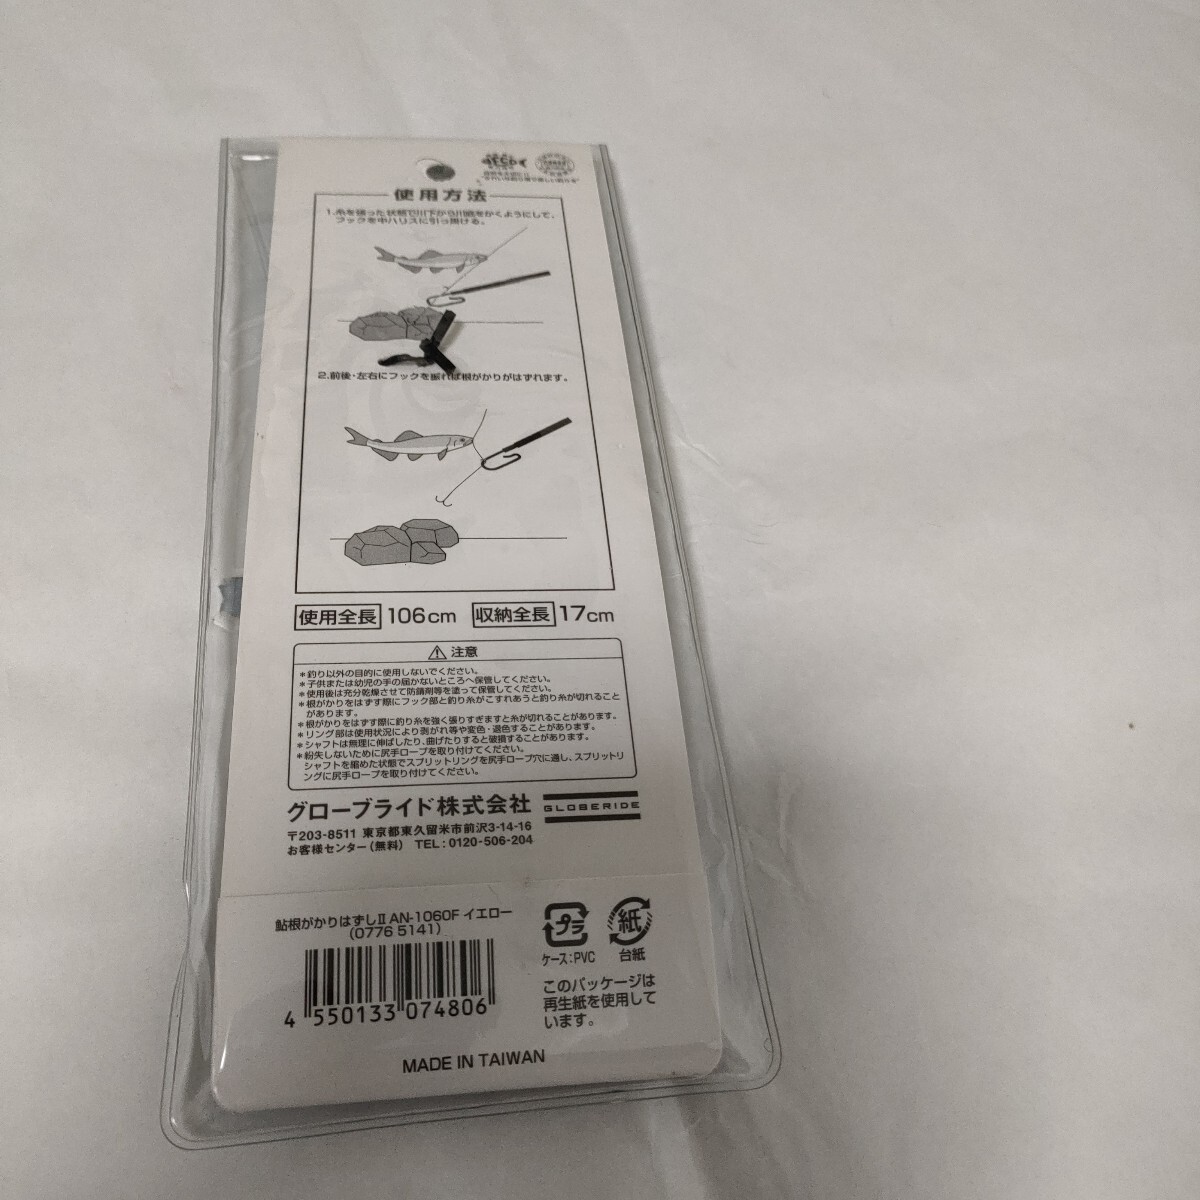 使用方法
1.糸を張った状態で川下から川底をかくようにして、
フックを中ハリスに引っ掛ける。
2.前後・左右にフックを振れば根がかりがはずれます。
使用全長 106cm 収納全長 17cm
⚠ 注意
*釣り以外の目的に使用しないでください。
*子供または幼児の手の届かないところへ保管してください。
*使用後は充分乾燥させて防錆剤等を塗って保管してください。
*根がかりをはずす際にフック部と釣り糸がこすれあうと釣り糸が切れること
があります。
*根がかりをはずす際に釣り糸を強く張りすぎますと糸が切れることがあります。
*リング部は使用状況により剥がれ等や変色・退色することがあります。
*シャフトは無理に伸ばしたり、曲げたりすると破損することがあります。
*紛失しないために尻手ロープを取り付けてください。
シャフトを縮めた状態でスプリットリングを尻手ロープ穴に通し、スプリットリ
ングに尻手ロープを取り付けてください。
グローブライド株式会社 GLOBERIDE
〒203-8511 東京都東久留米市前沢3-14-16
お客様センター(無料) TEL:0120-506-204
鮎根がかりはずしⅡ AN-1060F イエロー
(0776 5141)
4 550133 074806
プラ
ケース:PVC
紙
台紙
このパッケージは
再生紙を使用して
います。
MADE IN TAIWAN